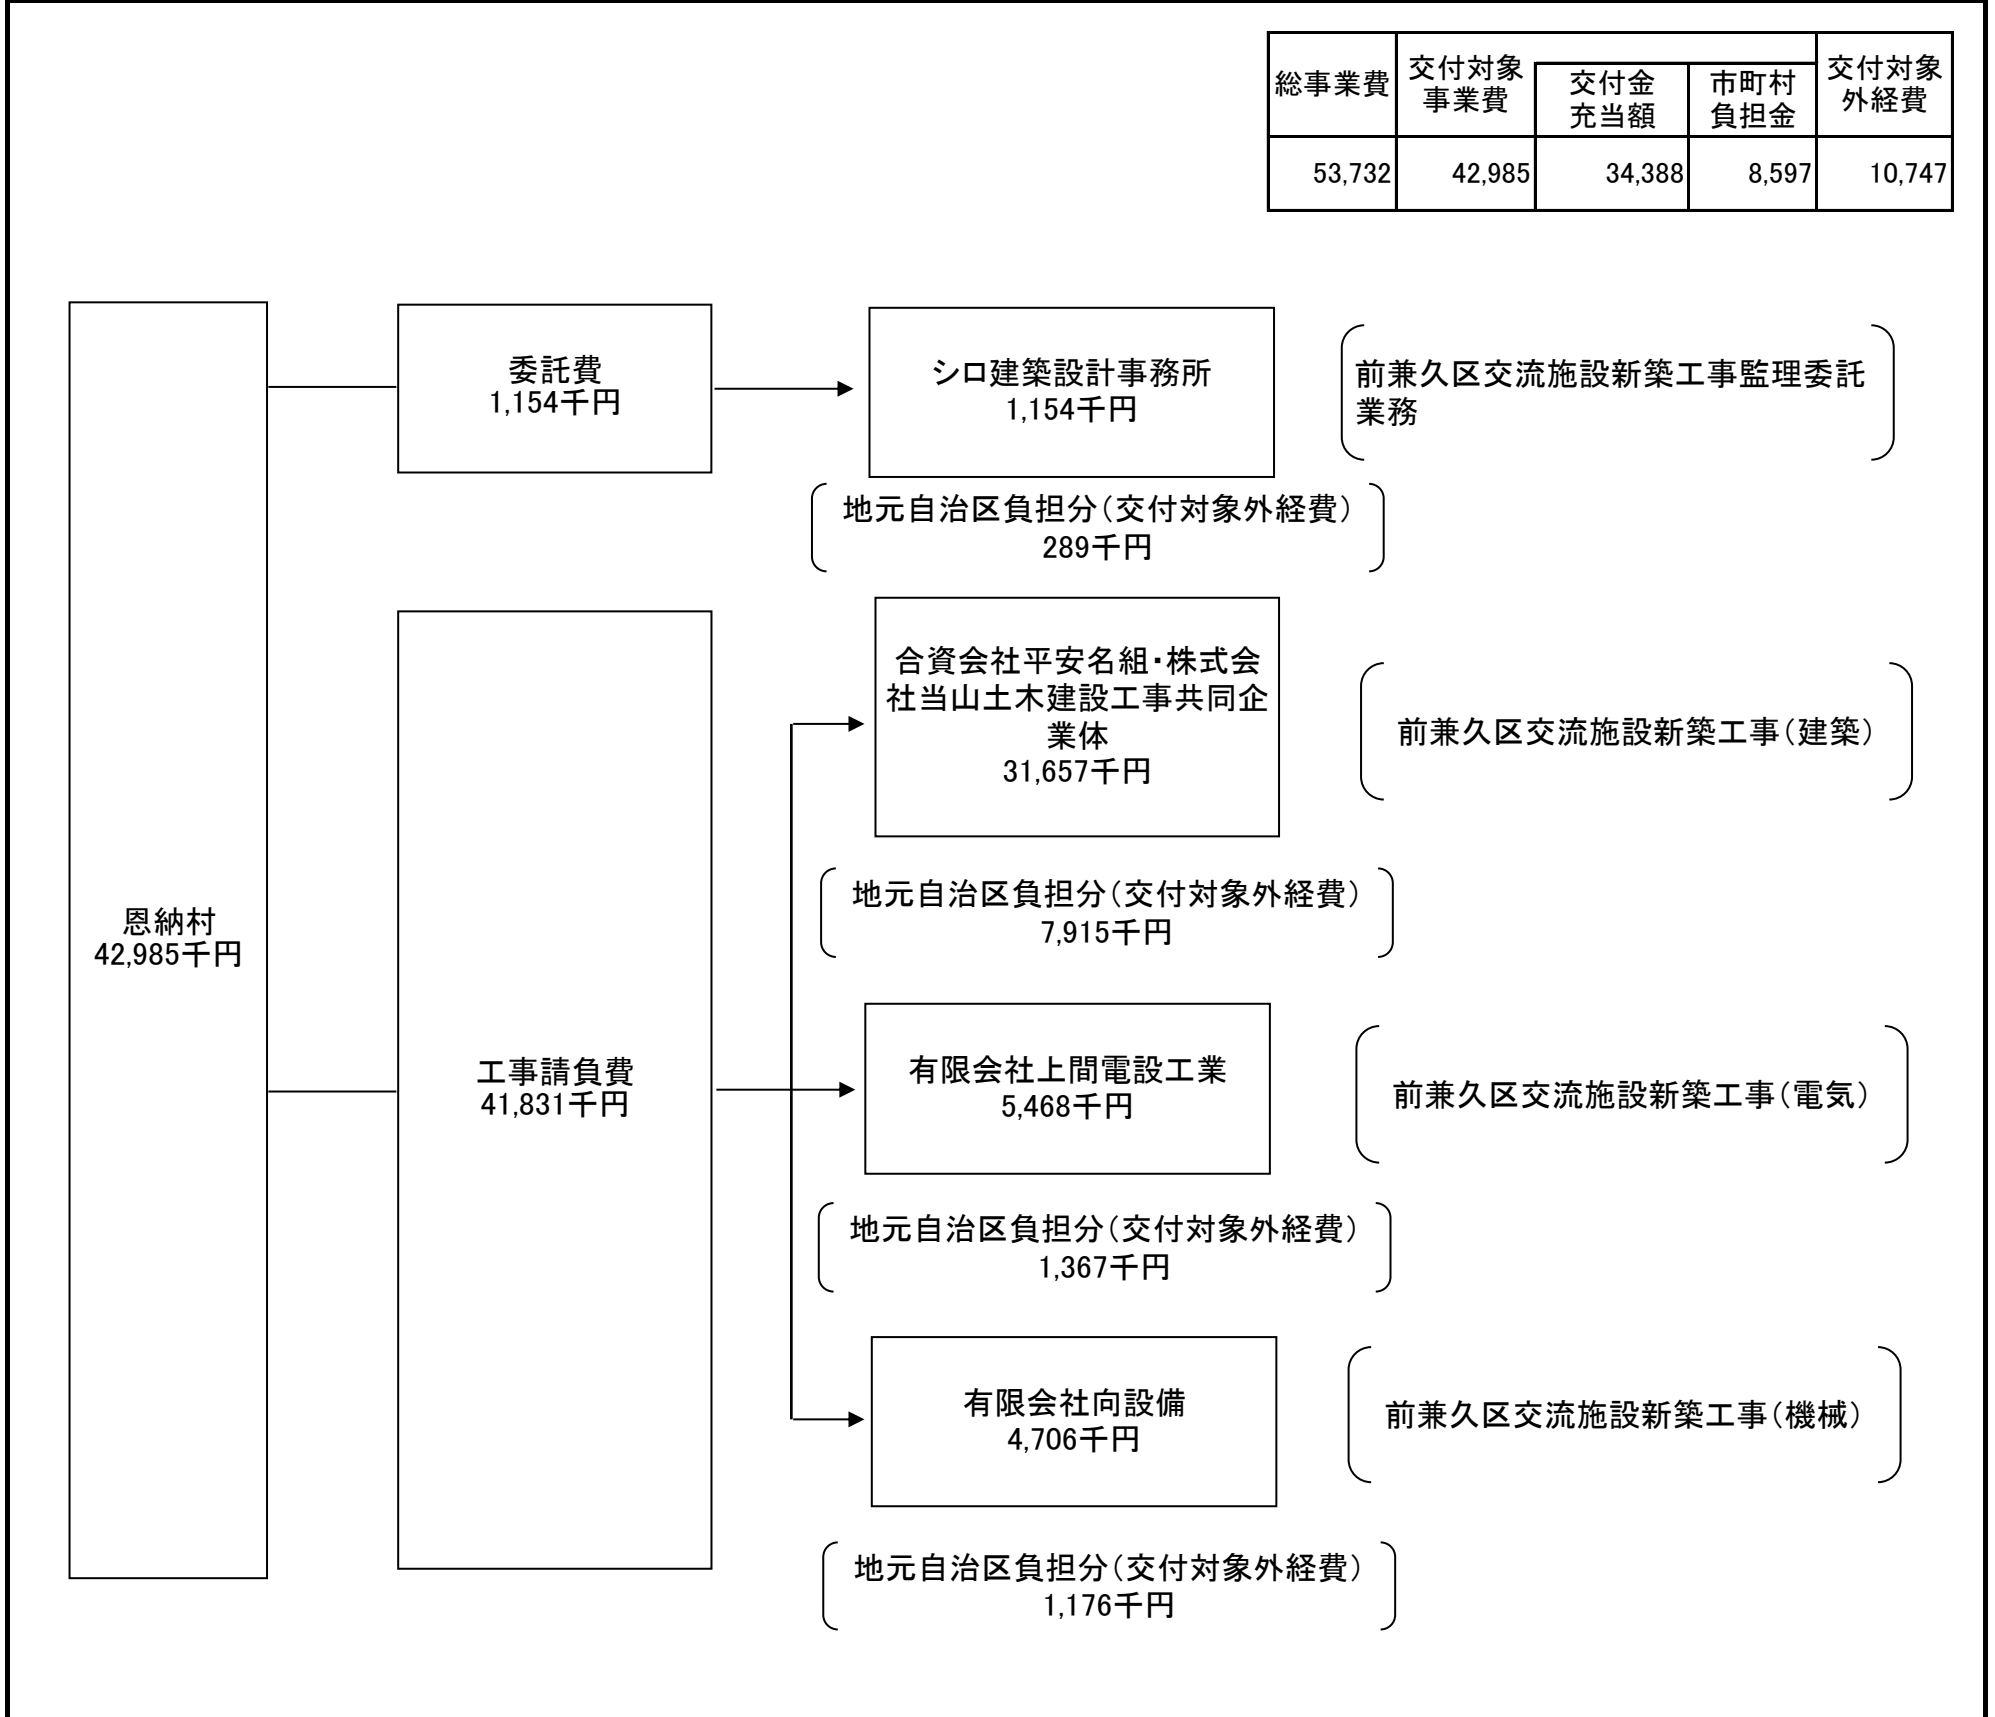 総事業費
交付対象
事業費
交付金
充当額
市町村
負担金
交付対象
外経費
53,732
42,985
34,388
8,597
10,747
恩納村
42,985千円
委託費
1,154千円
シロ建築設計事務所
1,154千円
前兼久区交流施設新築工事監理委託
業務
地元自治区負担分（交付対象外経費）
289千円
工事請負費
41,831千円
合資会社平安名組・株式会
社当山土木建設工事共同企
業体
31,657千円
前兼久区交流施設新築工事（建築）
地元自治区負担分（交付対象外経費）
7,915千円
有限会社上間電設工業
5,468千円
前兼久区交流施設新築工事（電気）
地元自治区負担分（交付対象外経費）
1,367千円
有限会社向設備
4,706千円
前兼久区交流施設新築工事（機械）
地元自治区負担分（交付対象外経費）
1,176千円